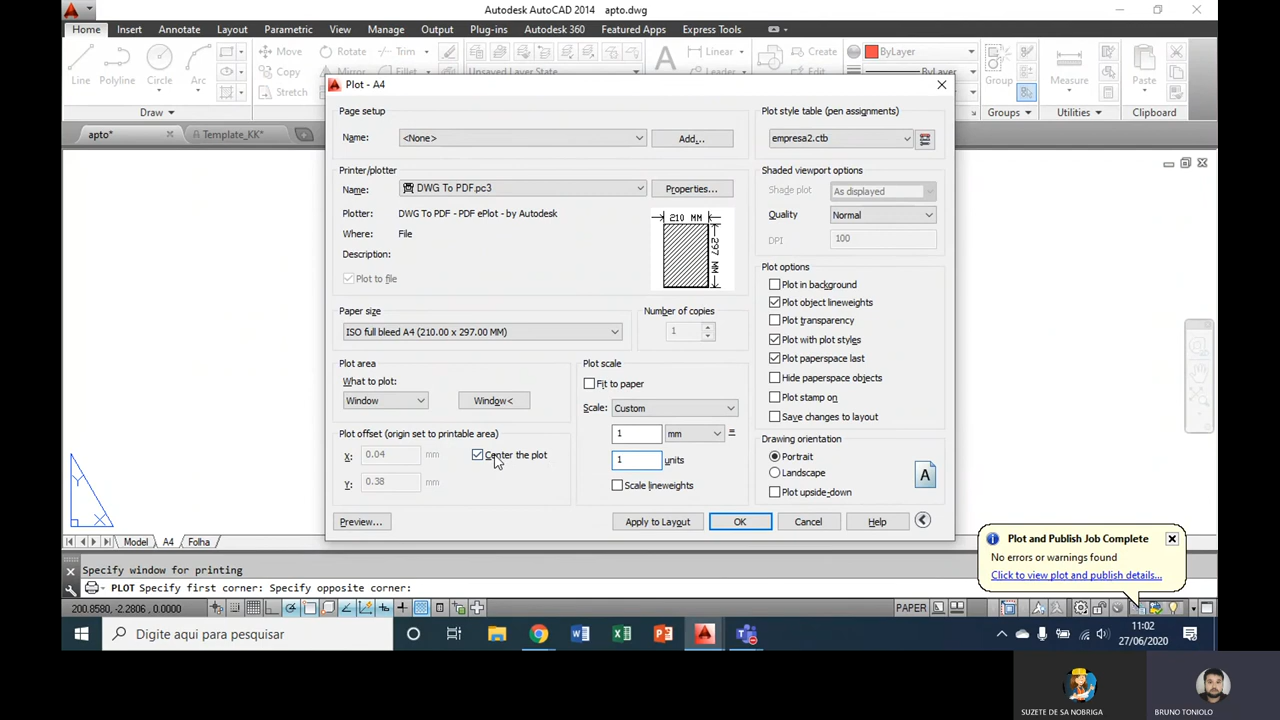 Autodesk AutoCAD 2014 apto.dwg
Home Insert Annotate Layout Parametric View Manage Output Plug-ins Autodesk 360 Featured Apps Express Tools
Line Polyline Circle Arc
Move Rotate Trim
Copy
Stretch
Unsaved Layer State
Linear
Create
ByLayer
Group
Measure
Paste
Draw
Groups
Utilities
Clipboard
apto*
Template_KK*
Plot - A4
Page setup
Name: <None> Add...
Printer/plotter
Name: DWG To PDF.pc3 Properties...
Plotter: DWG To PDF - PDF ePlot - by Autodesk
Where: File
Description:
Plot to file
210 MM
297 MM
Paper size
ISO full bleed A4 (210.00 x 297.00 MM)
Number of copies
1
Plot area
What to plot:
Window Window<
Plot offset (origin set to printable area)
X: 0.04 mm Center the plot
Y: 0.38 mm
Plot scale
Fit to paper
Scale: Custom
1 mm =
1 units
Scale lineweights
Plot style table (pen assignments)
empresa2.ctb
Shaded viewport options
Shade plot As displayed
Quality Normal
DPI 100
Plot options
Plot in background
Plot object lineweights
Plot transparency
Plot with plot styles
Plot paperspace last
Hide paperspace objects
Plot stamp on
Save changes to layout
Drawing orientation
Portrait
Landscape
Plot upside-down
A
Preview... Apply to Layout OK Cancel Help
Y
X
Model A4 Folha
Plot and Publish Job Complete
No errors or warnings found
Click to view plot and publish details...
Specify window for printing
PLOT Specify first corner: Specify opposite corner:
200.8580, -2.2806, 0.0000
PAPER
Digite aqui para pesquisar
11:02
27/06/2020
SUZETE DE SA NOBRIGA
BRUNO TONIOLO